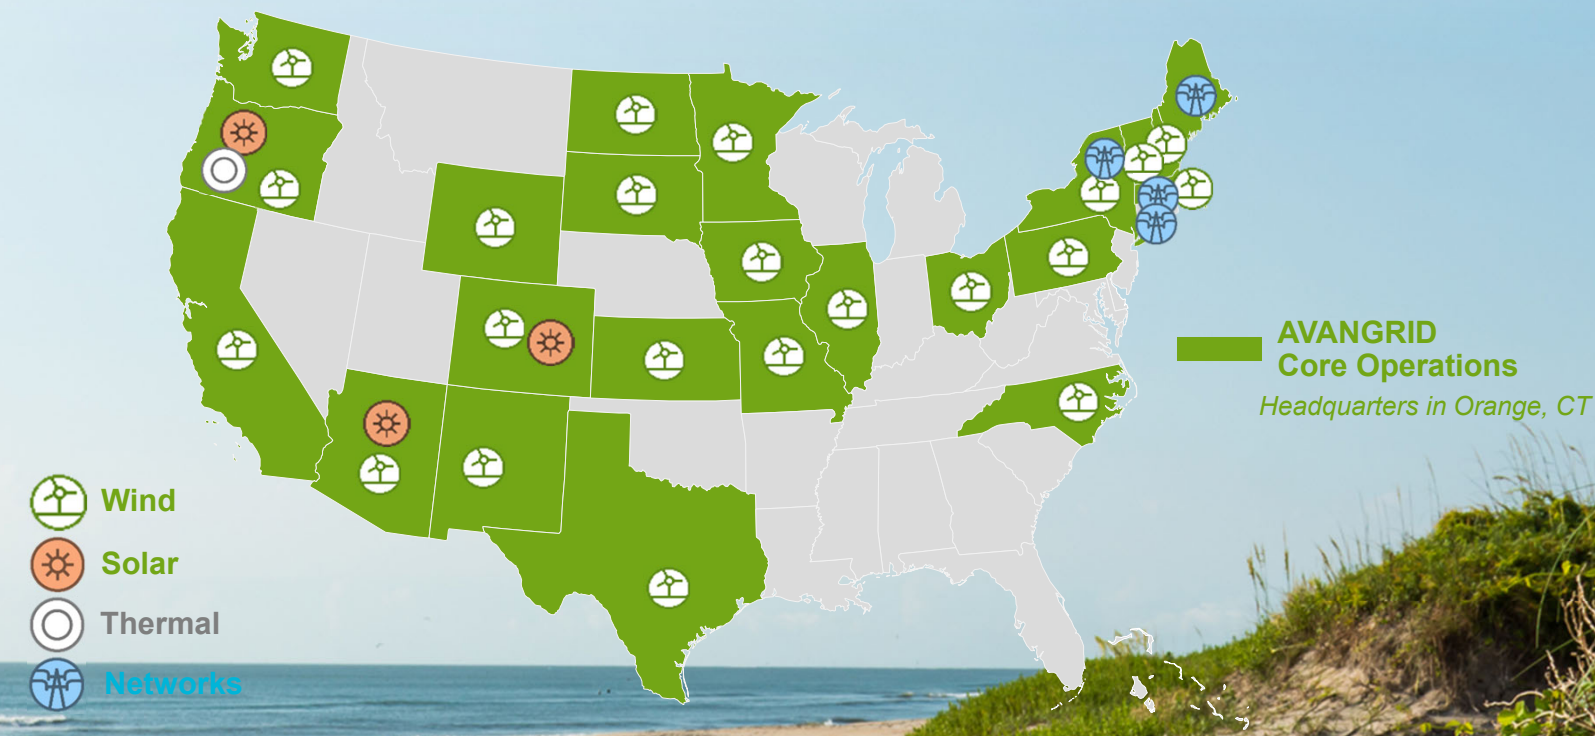 AVANGRID
Core Operations
Headquarters in Orange, CT
Wind
Solar
Thermal
Networks